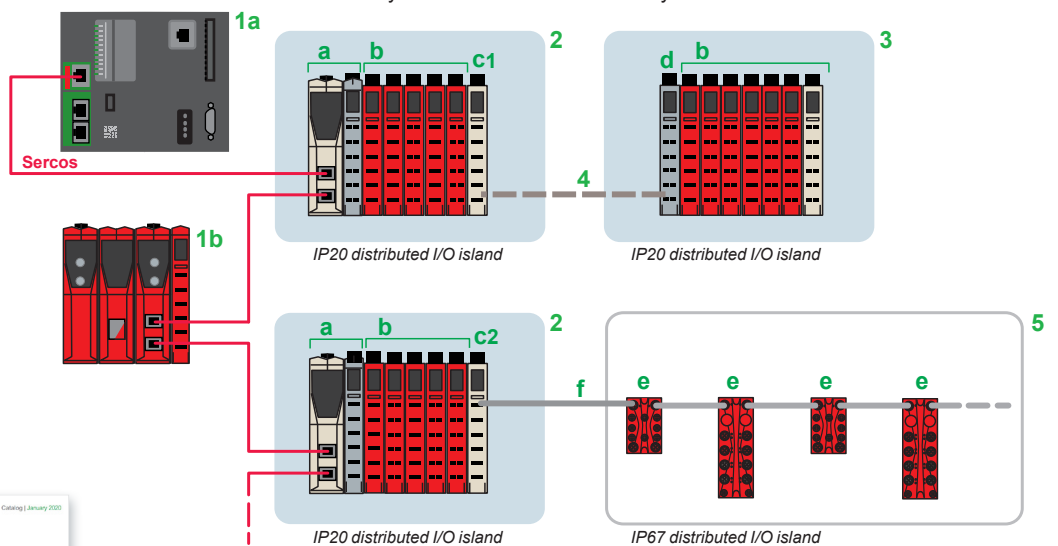 1a
2
3
a b c1
d b
Sercos
4
1b
IP20 distributed I/O island
IP20 distributed I/O island
2
5
a b c2
f
e e e e
Catalog | January 2020
IP20 distributed I/O island
IP67 distributed I/O island